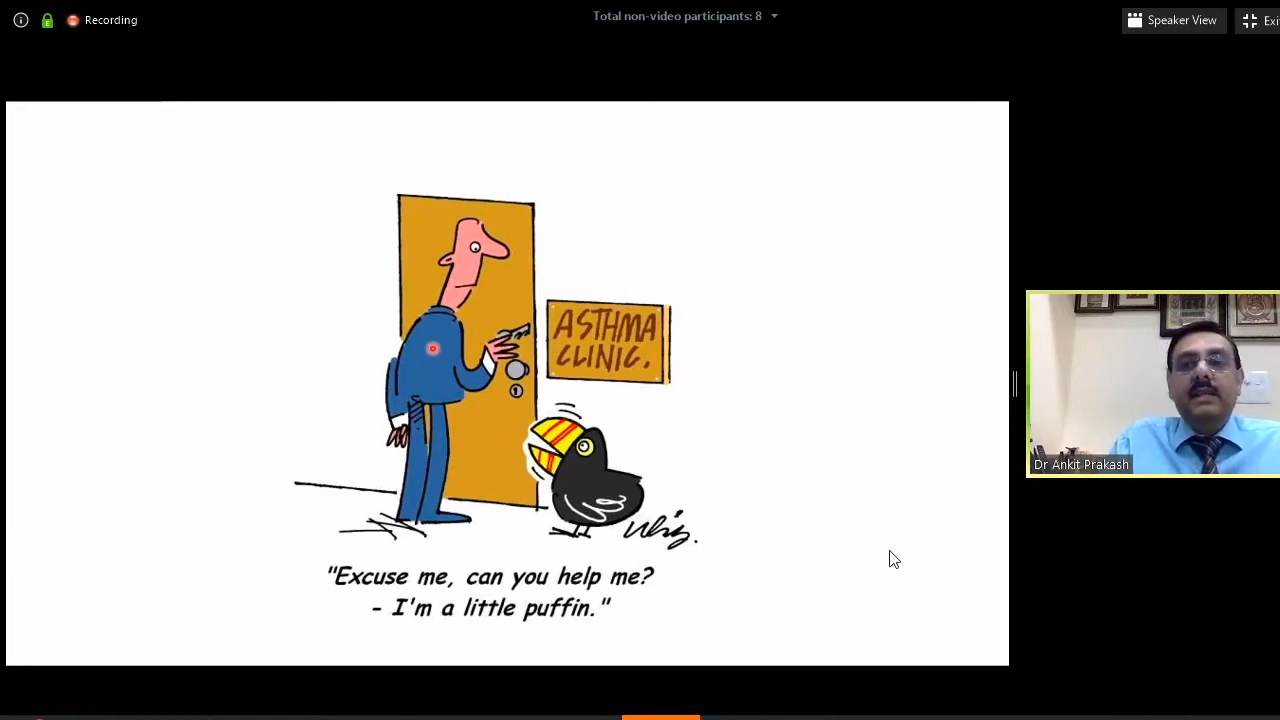 Recording
Total non-video participants: 8
Speaker View
Exi
ASTHMA
CLINIC.
Dr Ankit Prakash
"Excuse me, can you help me?
- I'm a little puffin."